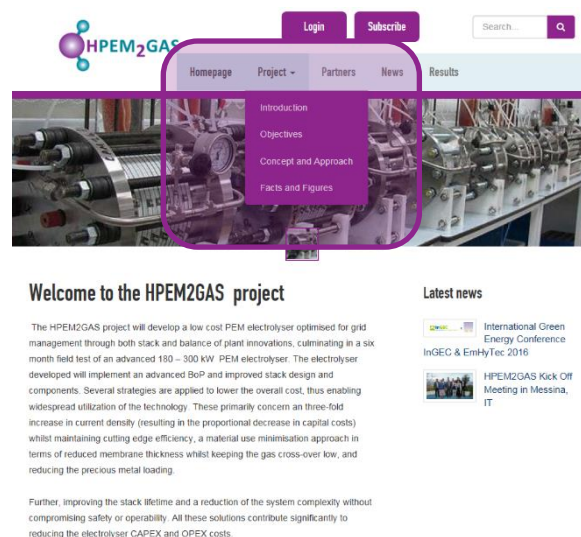 Login Subscribe Search...
HPEM2GAS
Homepage Project Partners News Results
Introduction
Objectives
Concept and Approach
Facts and Figures
Welcome to the HPEM2GAS project
The HPEM2GAS project will develop a low cost PEM electrolyser optimised for grid
management through both stack and balance of plant innovations, culminating in a six
month field test of an advanced 180 – 300 kW PEM electrolyser. The electrolyser
developed will implement an advanced BoP and improved stack design and
components. Several strategies are applied to lower the overall cost, thus enabling
widespread utilization of the technology. These primarily concern an three-fold
increase in current density (resulting in the proportional decrease in capital costs)
whilst maintaining cutting edge efficiency, a material use minimisation approach in
terms of reduced membrane thickness whilst keeping the gas cross-over low, and
reducing the precious metal loading.
Further, improving the stack lifetime and a reduction of the system complexity without
compromising safety or operability. All these solutions contribute significantly to
reducing the electrolyser CAPEX and OPEX costs.
Latest news
International Green
Energy Conference
InGEC & EmHyTec 2016
HPEM2GAS Kick Off
Meeting in Messina,
IT